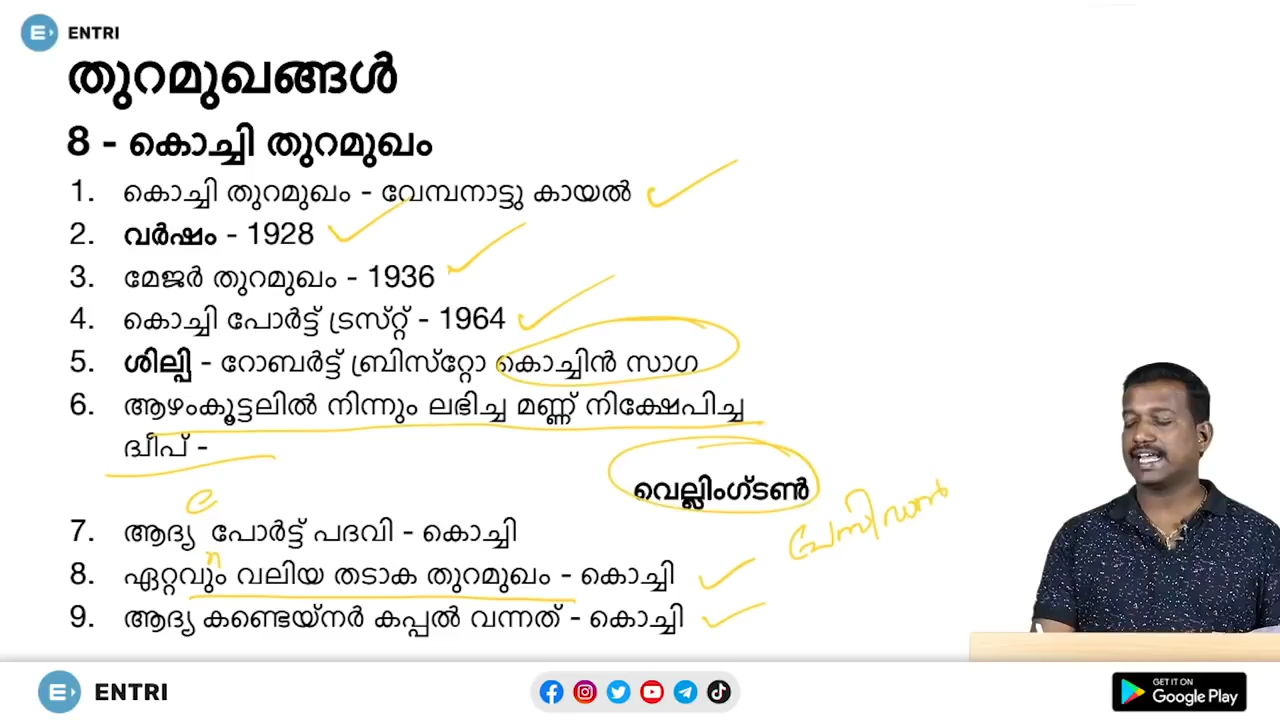 ENTRI
തുറമുഖങ്ങൾ
8 - കൊച്ചി തുറമുഖം
1. കൊച്ചി തുറമുഖം - വേമ്പനാട്ടു കായൽ
2. വർഷം - 1928
3. മേജർ തുറമുഖം - 1936
4. കൊച്ചി പോർട്ട് ട്രസ്റ്റ് - 1964
5. ശില്പി - റോബർട്ട് ബ്രിസ്റ്റോ കൊച്ചിൻ സാഗ
6. ആഴംകൂട്ടലിൽ നിന്നും ലഭിച്ച മണ്ണ് നിക്ഷേപിച്ച
ദ്വീപ് -
വെല്ലിംഗ്ടൺ
e
7. ആദ്യ പോർട്ട് പദവി - കൊച്ചി
n
8. ഏറ്റവും വലിയ തടാക തുറമുഖം - കൊച്ചി
9. ആദ്യ കണ്ടെയ്നർ കപ്പൽ വന്നത് - കൊച്ചി
ENTRI
GET IT ON
Google Play